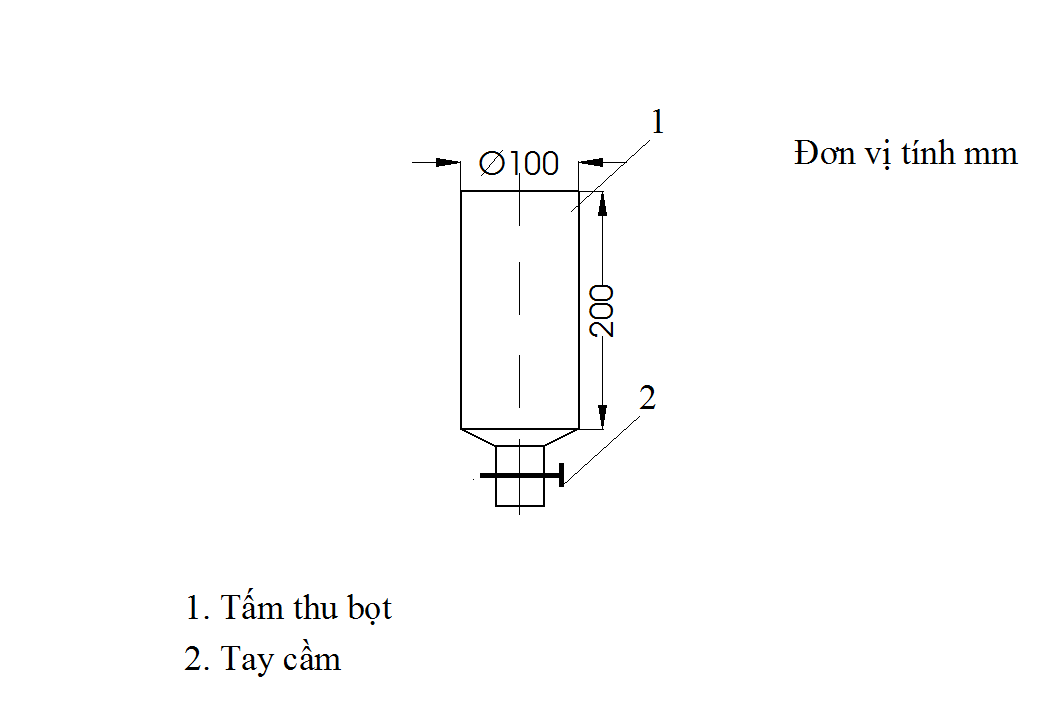 1
Đơn vị tính mm
Ø100
200
2
1. Tấm thu bọt
2. Tay cầm